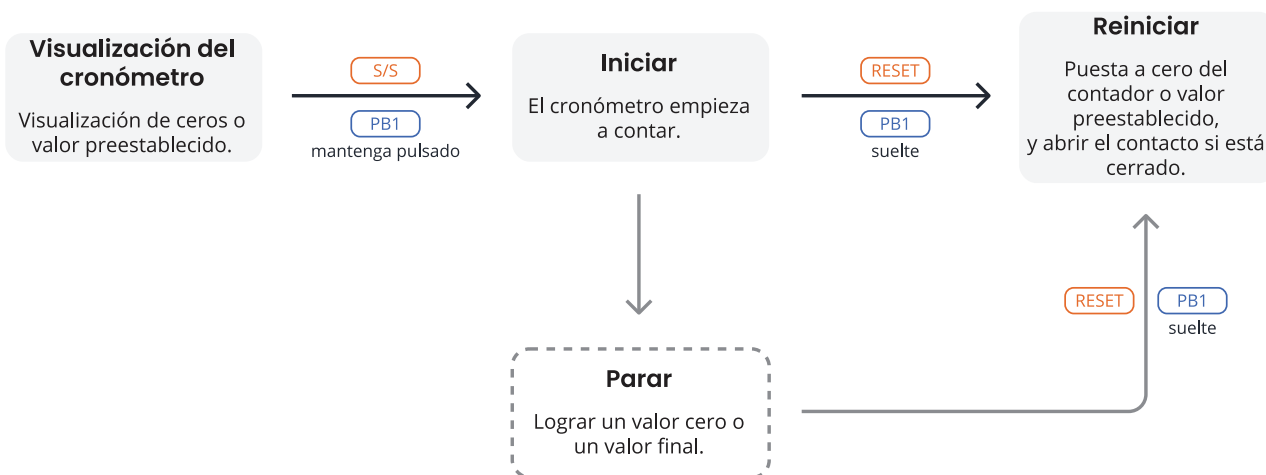 Visualización del
cronómetro
Visualización de ceros o
valor preestablecido.
S/S
PB1
mantenga pulsado
Iniciar
El cronómetro empieza
a contar.
RESET
PB1
suelte
Reiniciar
Puesta a cero del
contador o valor
preestablecido,
y abrir el contacto si está
cerrado.
RESET
PB1
suelte
Parar
Lograr un valor cero o
un valor final.